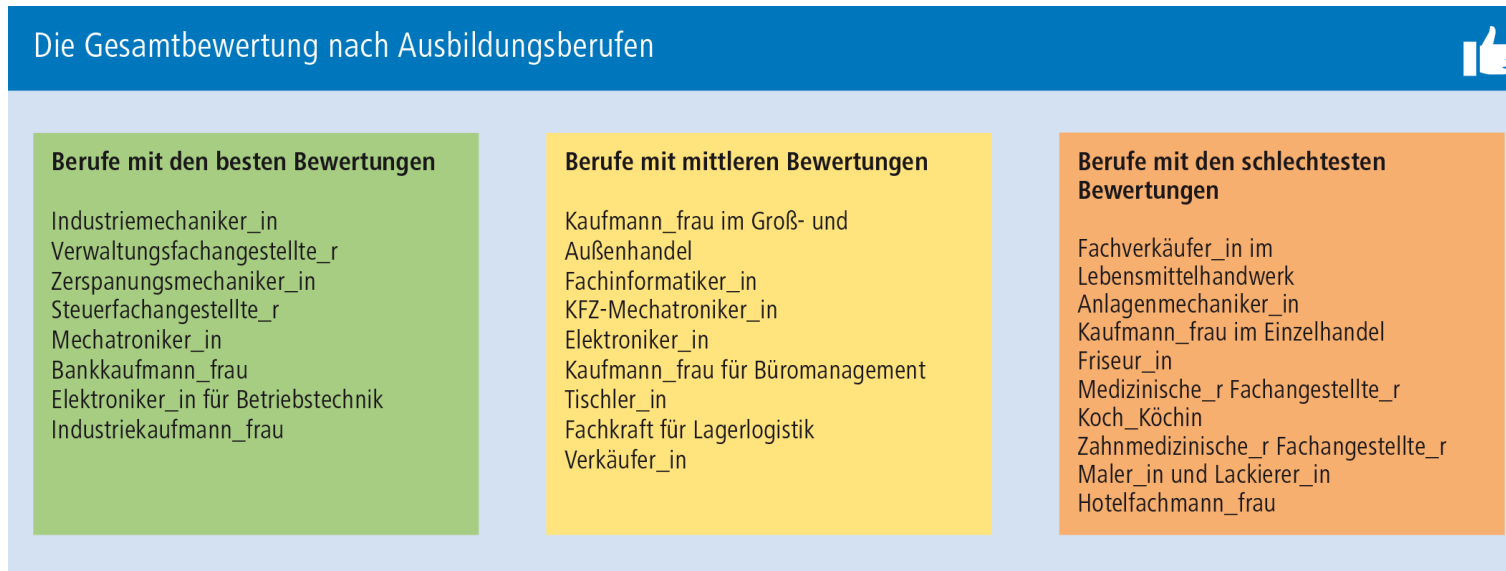 Die Gesamtbewertung nach Ausbildungsberufen
Berufe mit den besten Bewertungen
Industriemechaniker_in
Verwaltungsfachangestellte_r
Zerspanungsmechaniker_in
Steuerfachangestellte_r
Mechatroniker_in
Bankkaufmann_frau
Elektroniker_in für Betriebstechnik
Industriekaufmann_frau
Berufe mit mittleren Bewertungen
Kaufmann_frau im Groß- und
Außenhandel
Fachinformatiker_in
KFZ-Mechatroniker_in
Elektroniker_in
Kaufmann_frau für Büromanagement
Tischler_in
Fachkraft für Lagerlogistik
Verkäufer_in
Berufe mit den schlechtesten
Bewertungen
Fachverkäufer_in im
Lebensmittelhandwerk
Anlagenmechaniker_in
Kaufmann_frau im Einzelhandel
Friseur_in
Medizinische_r Fachangestellte_r
Koch_Köchin
Zahnmedizinische_r Fachangestellte_r
Maler_in und Lackierer_in
Hotelfachmann_frau